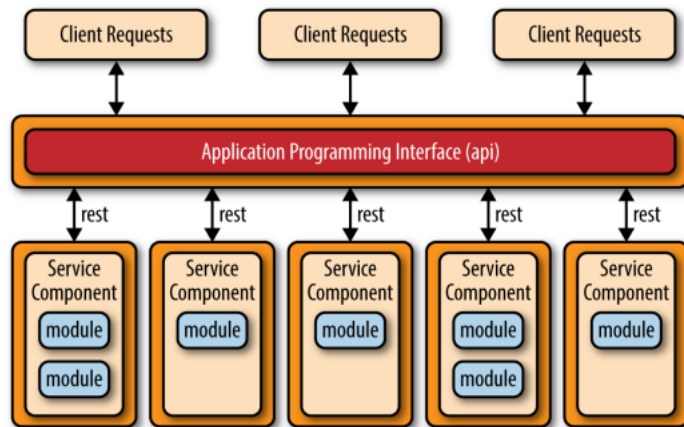 Client Requests
Client Requests
Client Requests
Application Programming Interface (api)
rest
rest
rest
rest
rest
Service
Component
module
module
Service
Component
module
Service
Component
module
Service
Component
module
module
Service
Component
module